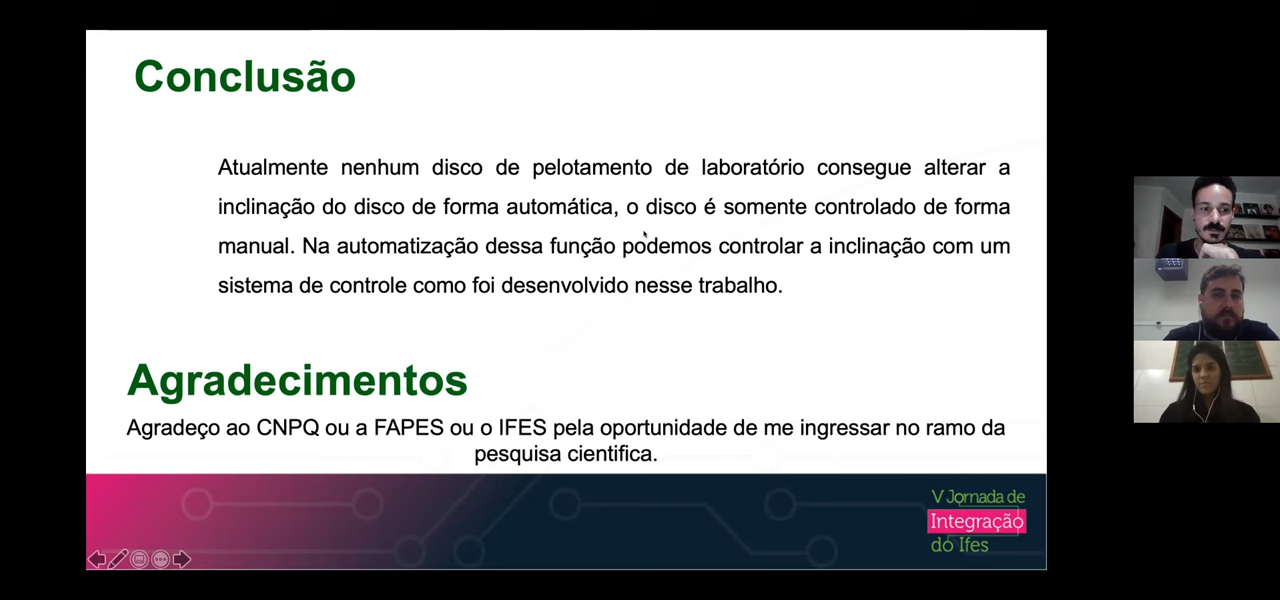 Conclusão
Atualmente nenhum disco de pelotamento de laboratório consegue alterar a
inclinação do disco de forma automática, o disco é somente controlado de forma
manual. Na automatização dessa função podemos controlar a inclinação com um
sistema de controle como foi desenvolvido nesse trabalho.
Agradecimentos
Agradeço ao CNPQ ou a FAPES ou o IFES pela oportunidade de me ingressar no ramo da
pesquisa cientifica.
V Jornada de
Integração
do Ifes